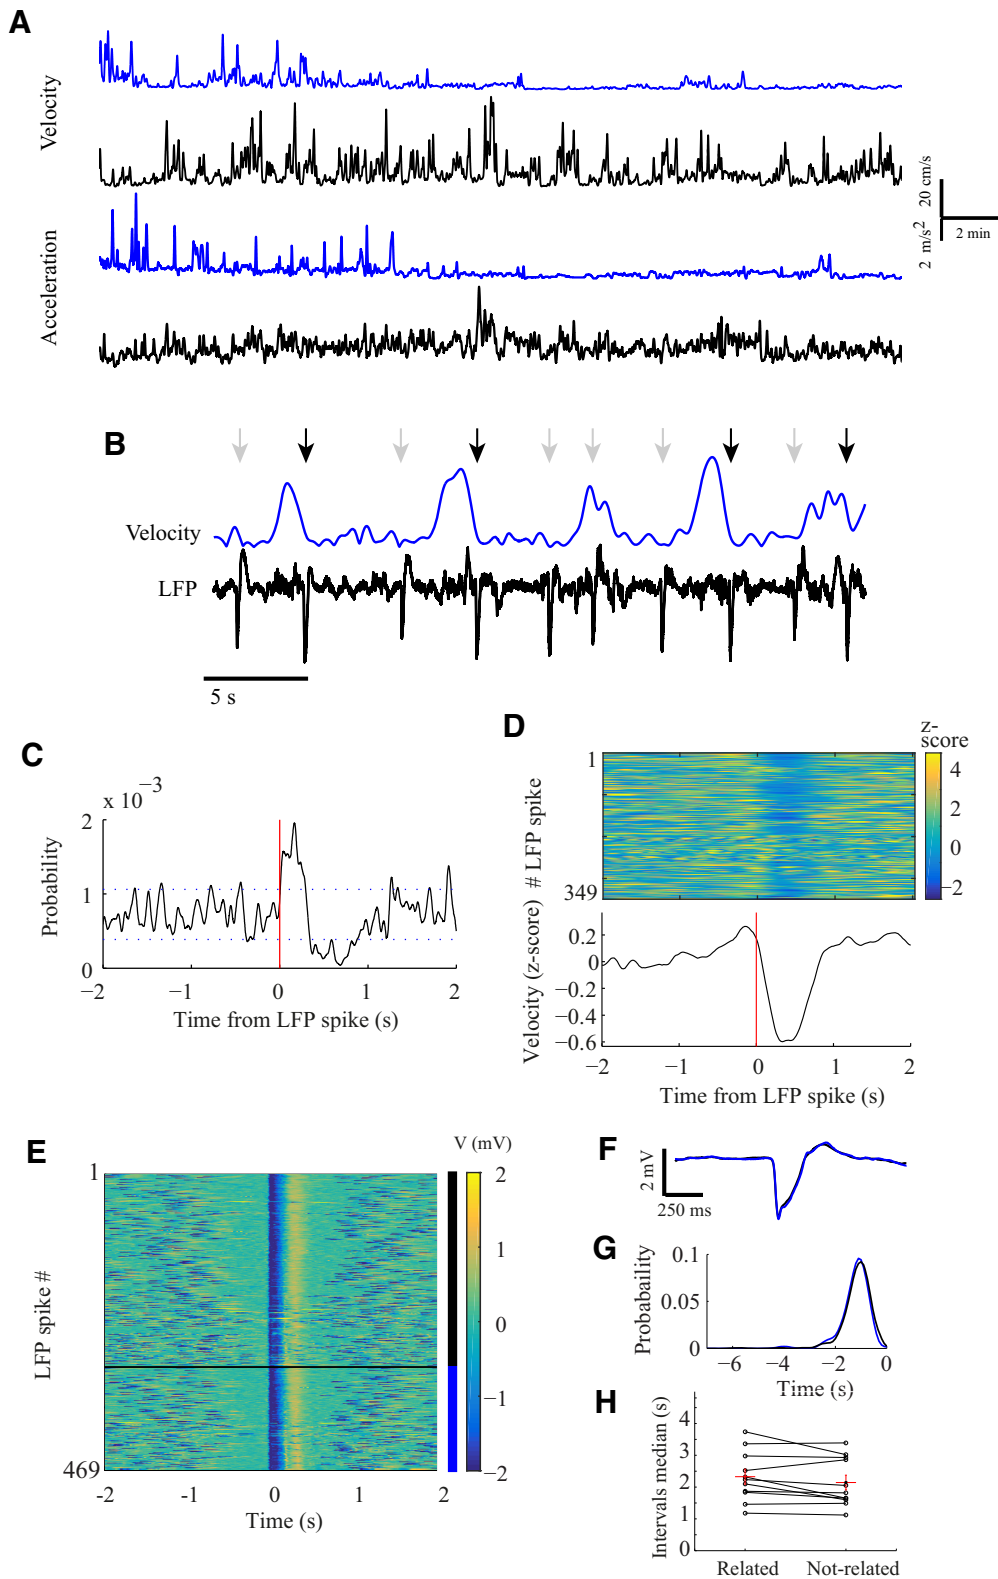 A
Velocity
Acceleration
20 cm/s
2 m/s²
2 min
B
Velocity
LFP
5 s
C
x 10⁻³
2
1
0
Probability
−2
−1
0
1
2
Time from LFP spike (s)
D
z-
score
1
349
# LFP spike
4
2
0
−2
Velocity (z-score)
0.2
0
−0.2
−0.4
−0.6
−2
−1
0
1
2
Time from LFP spike (s)
E
V (mV)
1
469
LFP spike #
2
1
0
−1
−2
-2
-1
0
1
2
Time (s)
F
2 mV
250 ms
G
Probabaility
0.1
0.05
0
−6
−4
−2
0
Time (s)
H
Intervals median (s)
4
3
2
1
0
Related
Not-related